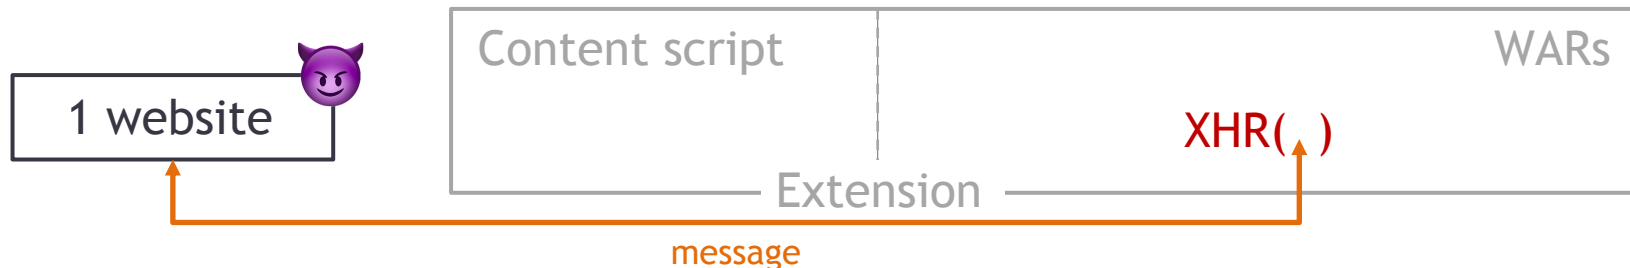 Content script
WARs
1 website
XHR( )
Extension
message